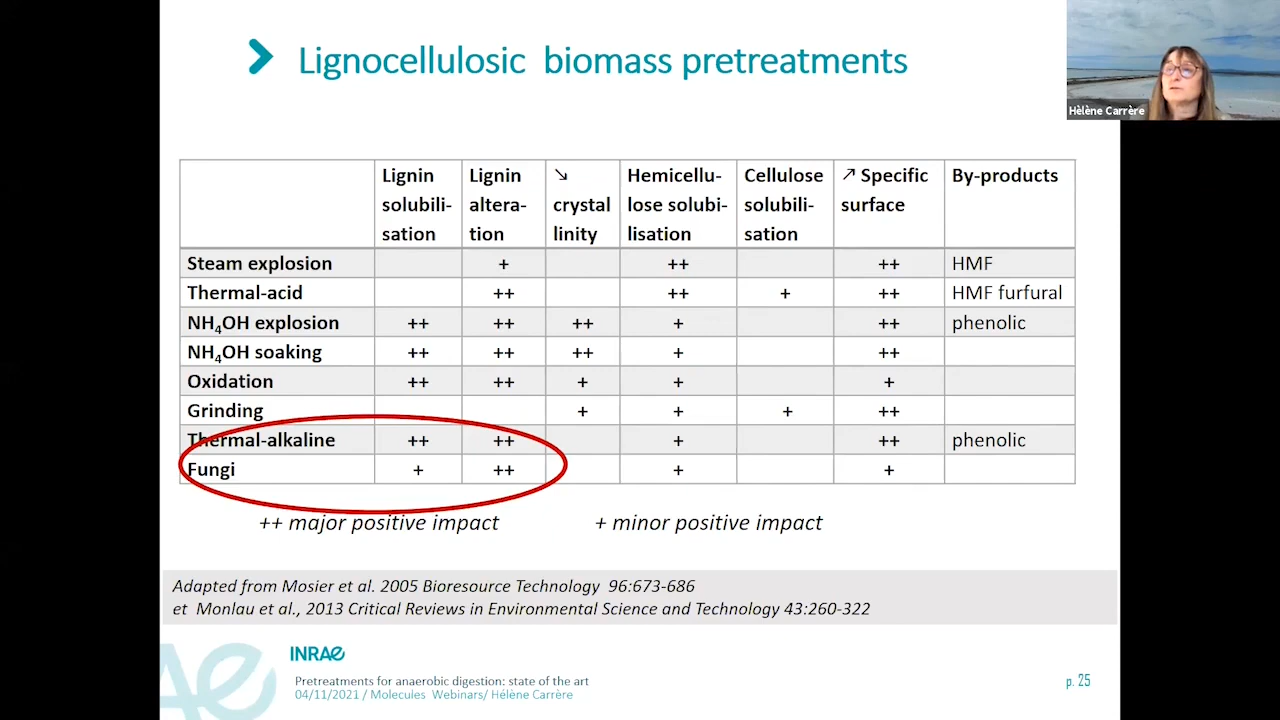 Lignocellulosic biomass pretreatments
Hélène Carrère
Lignin solubili-sation Lignin altera-tion ↘ crystal linity Hemicellu-lose solubi-lisation Cellulose solubili-sation ↗ Specific surface By-products
Steam explosion + ++ ++ HMF
Thermal-acid ++ ++ + ++ HMF furfural
NH4OH explosion ++ ++ ++ + ++ phenolic
NH4OH soaking ++ ++ ++ + ++
Oxidation ++ ++ + + +
Grinding + + + ++
Thermal-alkaline ++ ++ + ++ phenolic
Fungi + ++ + +
++ major positive impact + minor positive impact
Adapted from Mosier et al. 2005 Bioresource Technology 96:673-686
et Monlau et al., 2013 Critical Reviews in Environmental Science and Technology 43:260-322
INRAE
Pretreatments for anaerobic digestion: state of the art
04/11/2021 / Molecules Webinars/ Hélène Carrère
p. 25